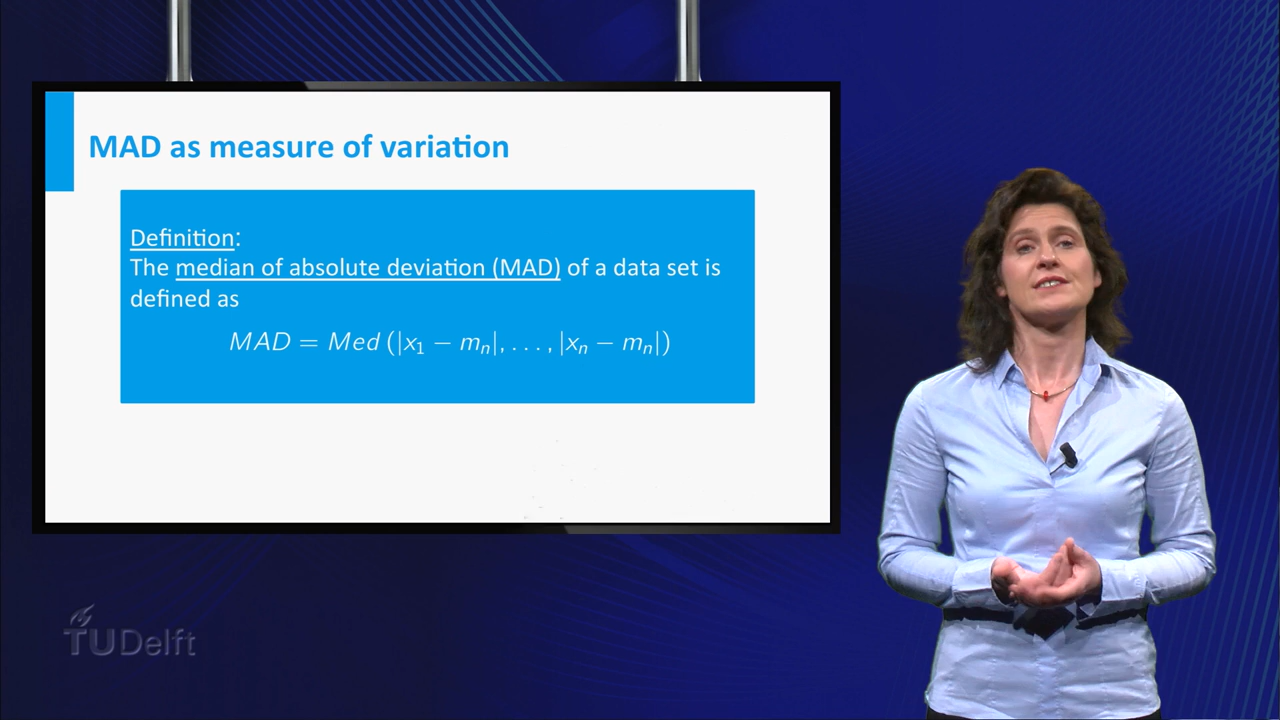 MAD as measure of variation
Definition:
The median of absolute deviation (MAD) of a data set is
defined as
MAD = Med (|x₁ − mₙ|, . . . , |xₙ − mₙ|)
TUDelft